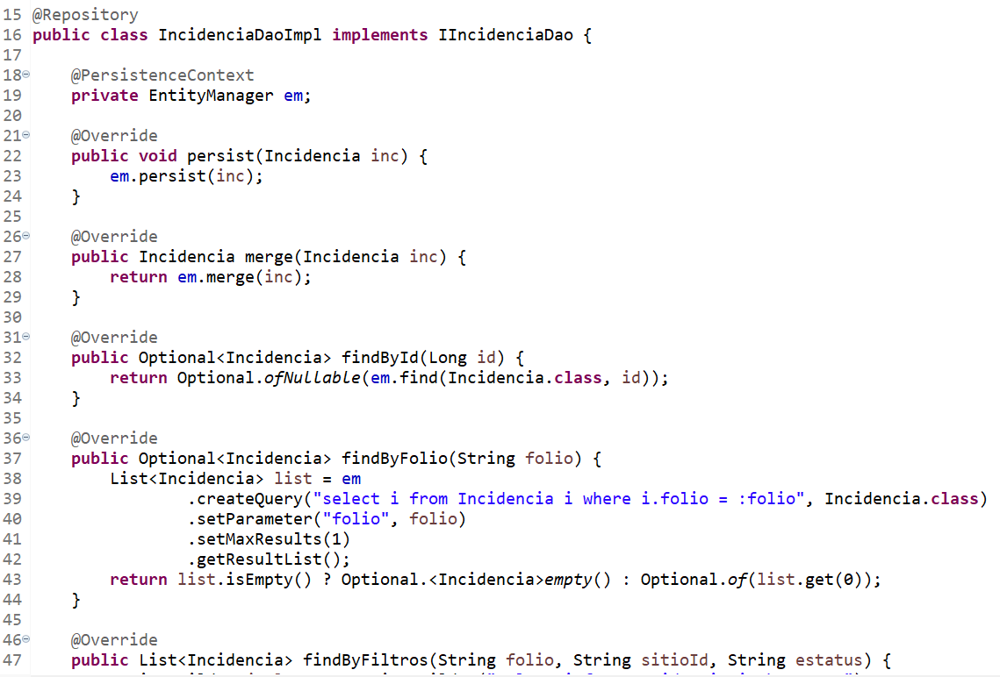 15 @Repository
16 public class IncidenciaDaoImpl implements IIncidenciaDao {
17
18 @PersistenceContext
19 private EntityManager em;
20
21 @Override
22 public void persist(Incidencia inc) {
23 em.persist(inc);
24 }
25
26 @Override
27 public Incidencia merge(Incidencia inc) {
28 return em.merge(inc);
29 }
30
31 @Override
32 public Optional<Incidencia> findById(Long id) {
33 return Optional.ofNullable(em.find(Incidencia.class, id));
34 }
35
36 @Override
37 public Optional<Incidencia> findByFolio(String folio) {
38 List<Incidencia> list = em
39 .createQuery("select i from Incidencia i where i.folio = :folio", Incidencia.class)
40 .setParameter("folio", folio)
41 .setMaxResults(1)
42 .getResultList();
43 return list.isEmpty() ? Optional.<Incidencia>empty() : Optional.of(list.get(0));
44 }
45
46 @Override
47 public List<Incidencia> findByFiltros(String folio, String sitioId, String estatus) {